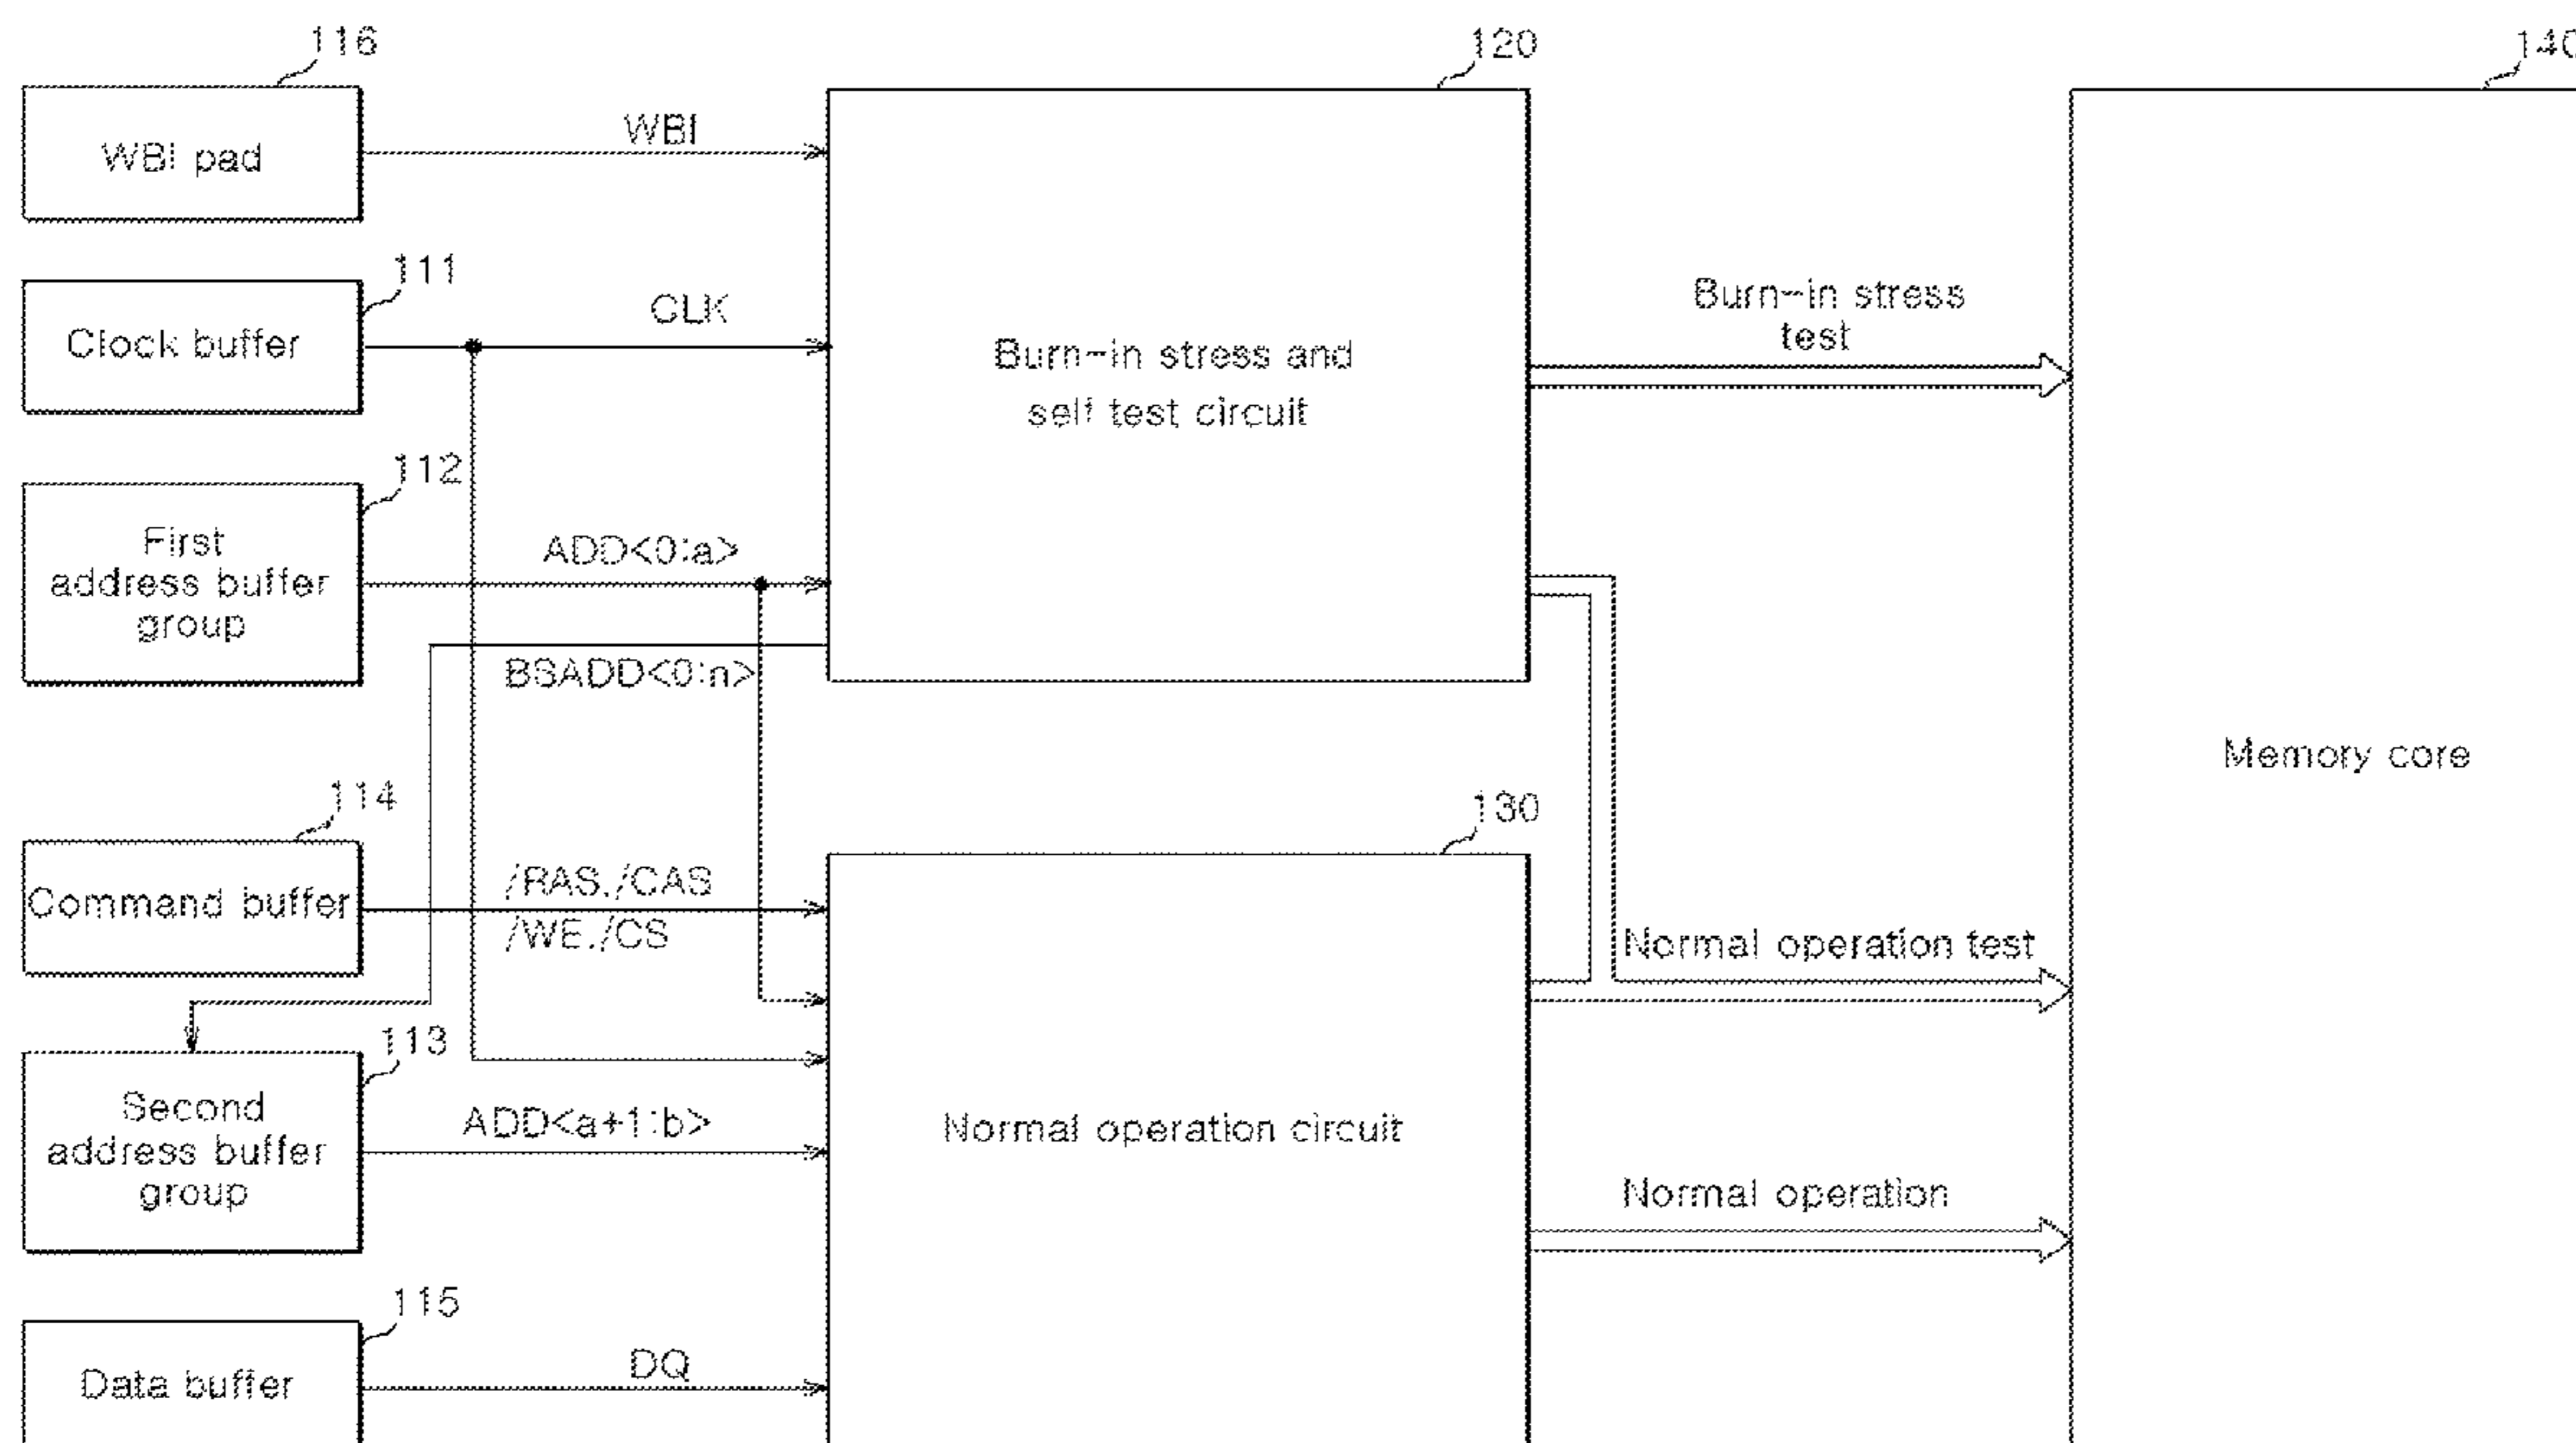 116
120
140
WBI pad
WBI
111
Clock buffer
CLK
Burn-in stress and
self test circuit
Burn-in stress
test
112
First
address buffer
group
ADD<0:a>
BSADD<0:n>
Memory core
114
Command buffer
/RAS,/CAS
/WE,/CS
130
Normal operation test
113
Second
address buffer
group
ADD<a+1:b>
Normal operation circuit
Normal operation
115
Data buffer
DQ